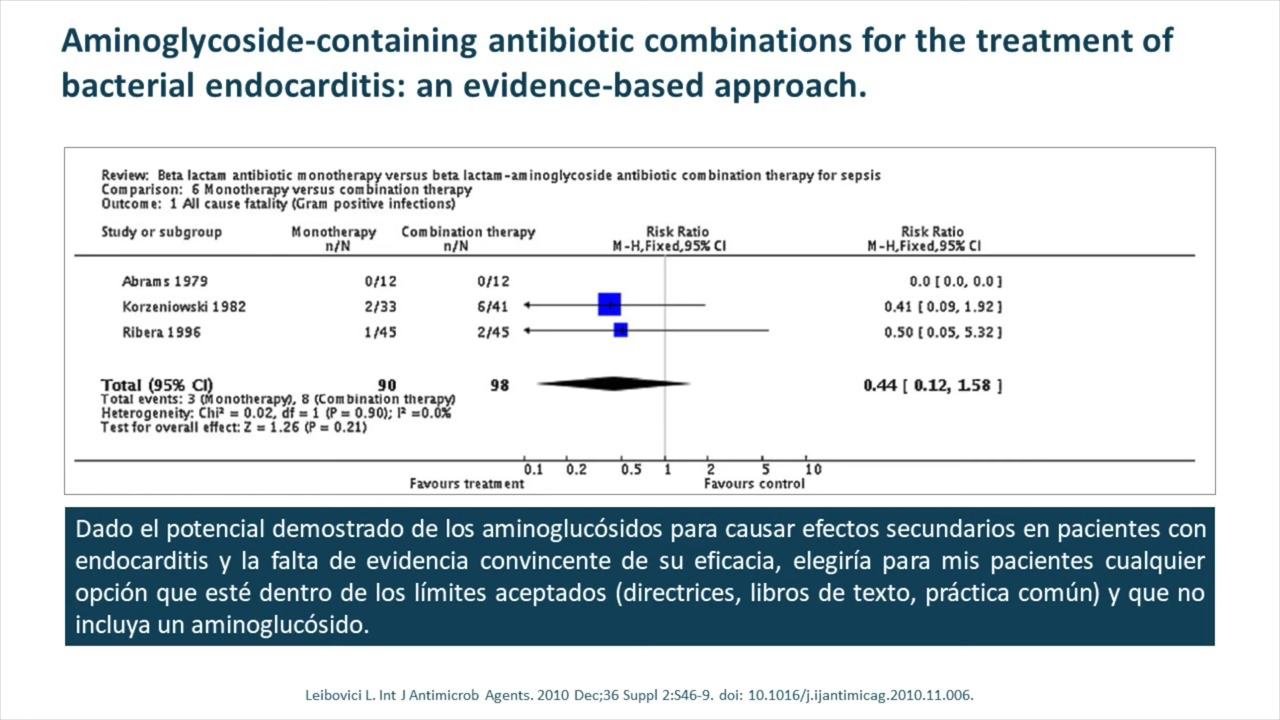 Aminoglycoside-containing antibiotic combinations for the treatment of
bacterial endocarditis: an evidence-based approach.
Review: Beta lactam antibiotic monotherapy versus beta lactam-aminoglycoside antibiotic combination therapy for sepsis
Comparison: 6 Monotherapy versus combination therapy
Outcome: 1 All cause fatality (Gram positive infections)
Study or subgroup Monotherapy Combination therapy Risk Ratio Risk Ratio
n/N n/N M-H,Fixed,95% CI M-H,Fixed,95% CI
Abrams 1979 0/12 0/12 0.0 [ 0.0, 0.0 ]
Korzeniowski 1982 2/33 6/41 0.41 [ 0.09, 1.92 ]
Ribera 1996 1/45 2/45 0.50 [ 0.05, 5.32 ]
Total (95% CI) 90 98 0.44 [ 0.12, 1.58 ]
Total events: 3 (Monotherapy), 8 (Combination therapy)
Heterogeneity: Chi² = 0.02, df = 1 (P = 0.90); I² =0.0%
Test for overall effect: Z = 1.26 (P = 0.21)
0.1 0.2 0.5 1 2 5 10
Favours treatment Favours control
Dado el potencial demostrado de los aminoglucósidos para causar efectos secundarios en pacientes con
endocarditis y la falta de evidencia convincente de su eficacia, elegiría para mis pacientes cualquier
opción que esté dentro de los límites aceptados (directrices, libros de texto, práctica común) y que no
incluya un aminoglucósido.
Leibovici L. Int J Antimicrob Agents. 2010 Dec;36 Suppl 2:S46-9. doi: 10.1016/j.ijantimicag.2010.11.006.